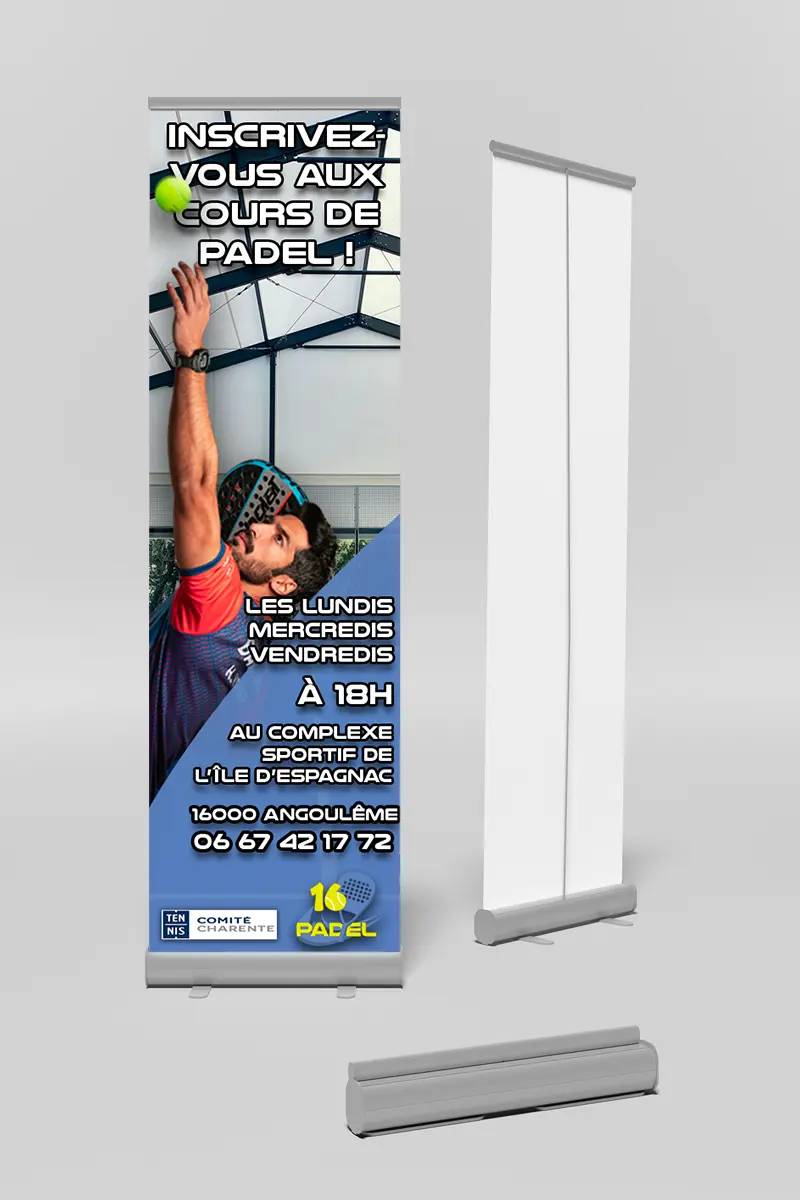 INSCRIVEZ-
VOUS AUX
COURS DE
PADEL !
babolat
LES LUNDIS
MERCREDIS
VENDREDIS
À 18H
AU COMPLEXE
SPORTIF DE
L'ÎLE D'ESPAGNAC
16000 ANGOULÊME
06 67 42 17 72
TEN
NIS
COMITÉ
CHARENTE
16
PADEL